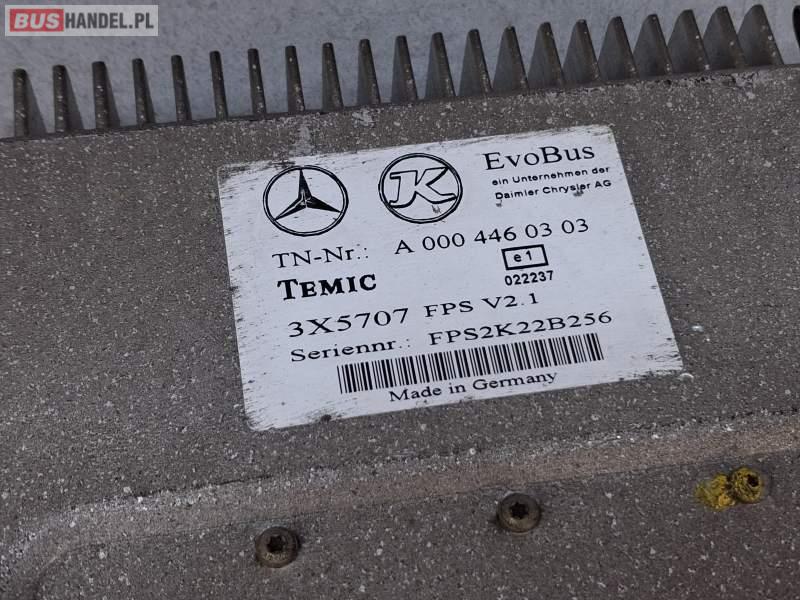 BUSHANDEL.PL
K
EvoBus
ein Unternehmen der
Daimler Chrysler AG
TN-Nr.: A 000 446 03 03
TEMIC
e1
022237
3X5707 FPS V2.1
Seriennr.: FPS2K22B256
Made in Germany